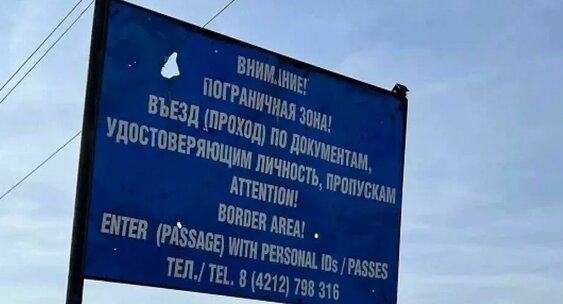 ВНИМАНИЕ!
ПОГРАНИЧНАЯ ЗОНА!
ВЪЕЗД (ПРОХОД) ПО ДОКУМЕНТАМ,
УДОСТОВЕРЯЮЩИМ ЛИЧНОСТЬ, ПРОПУСКАМ
ATTENTION!
BORDER AREA!
ENTER (PASSAGE) WITH PERSONAL IDs / PASSES
ТЕЛ./ TEL. 8 (4212) 798 316